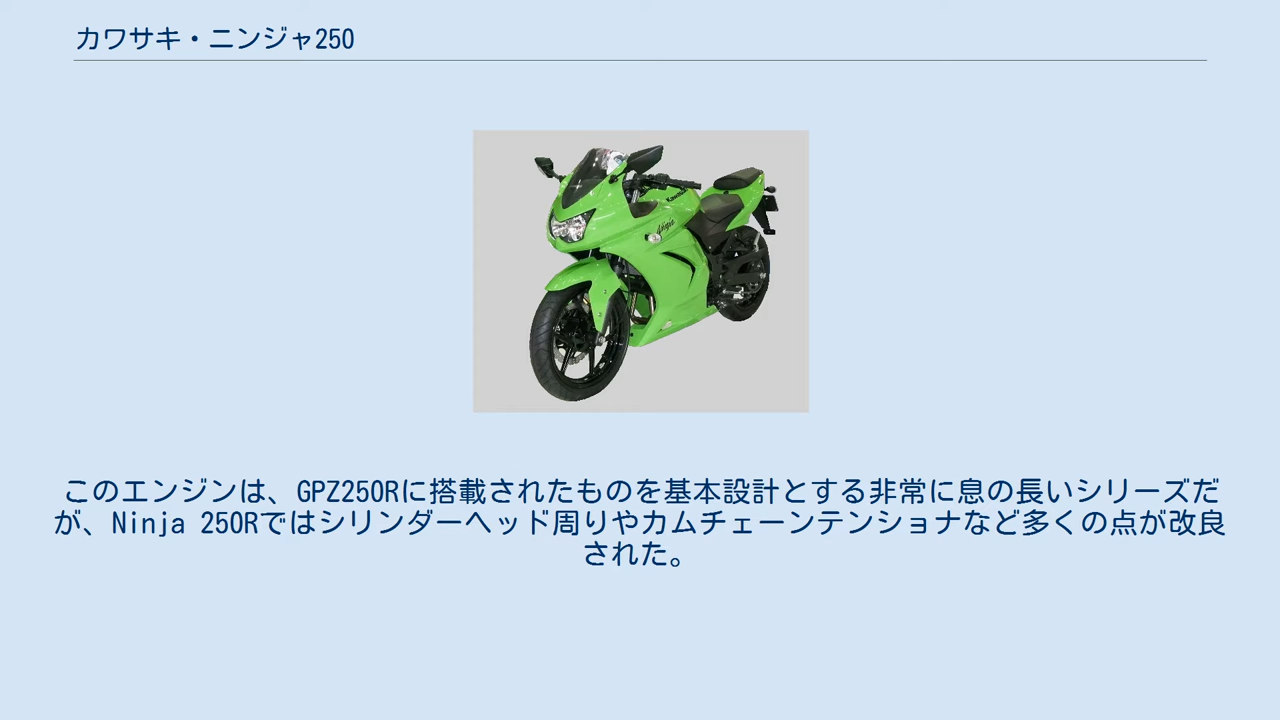 カワサキ・ニンジャ250
Kawasaki
Ninja
このエンジンは、GPZ250Rに搭載されたものを基本設計とする非常に息の長いシリーズだ
が、Ninja 250Rではシリンダーヘッド周りやカムチェーンテンショナなど多くの点が改良
された。